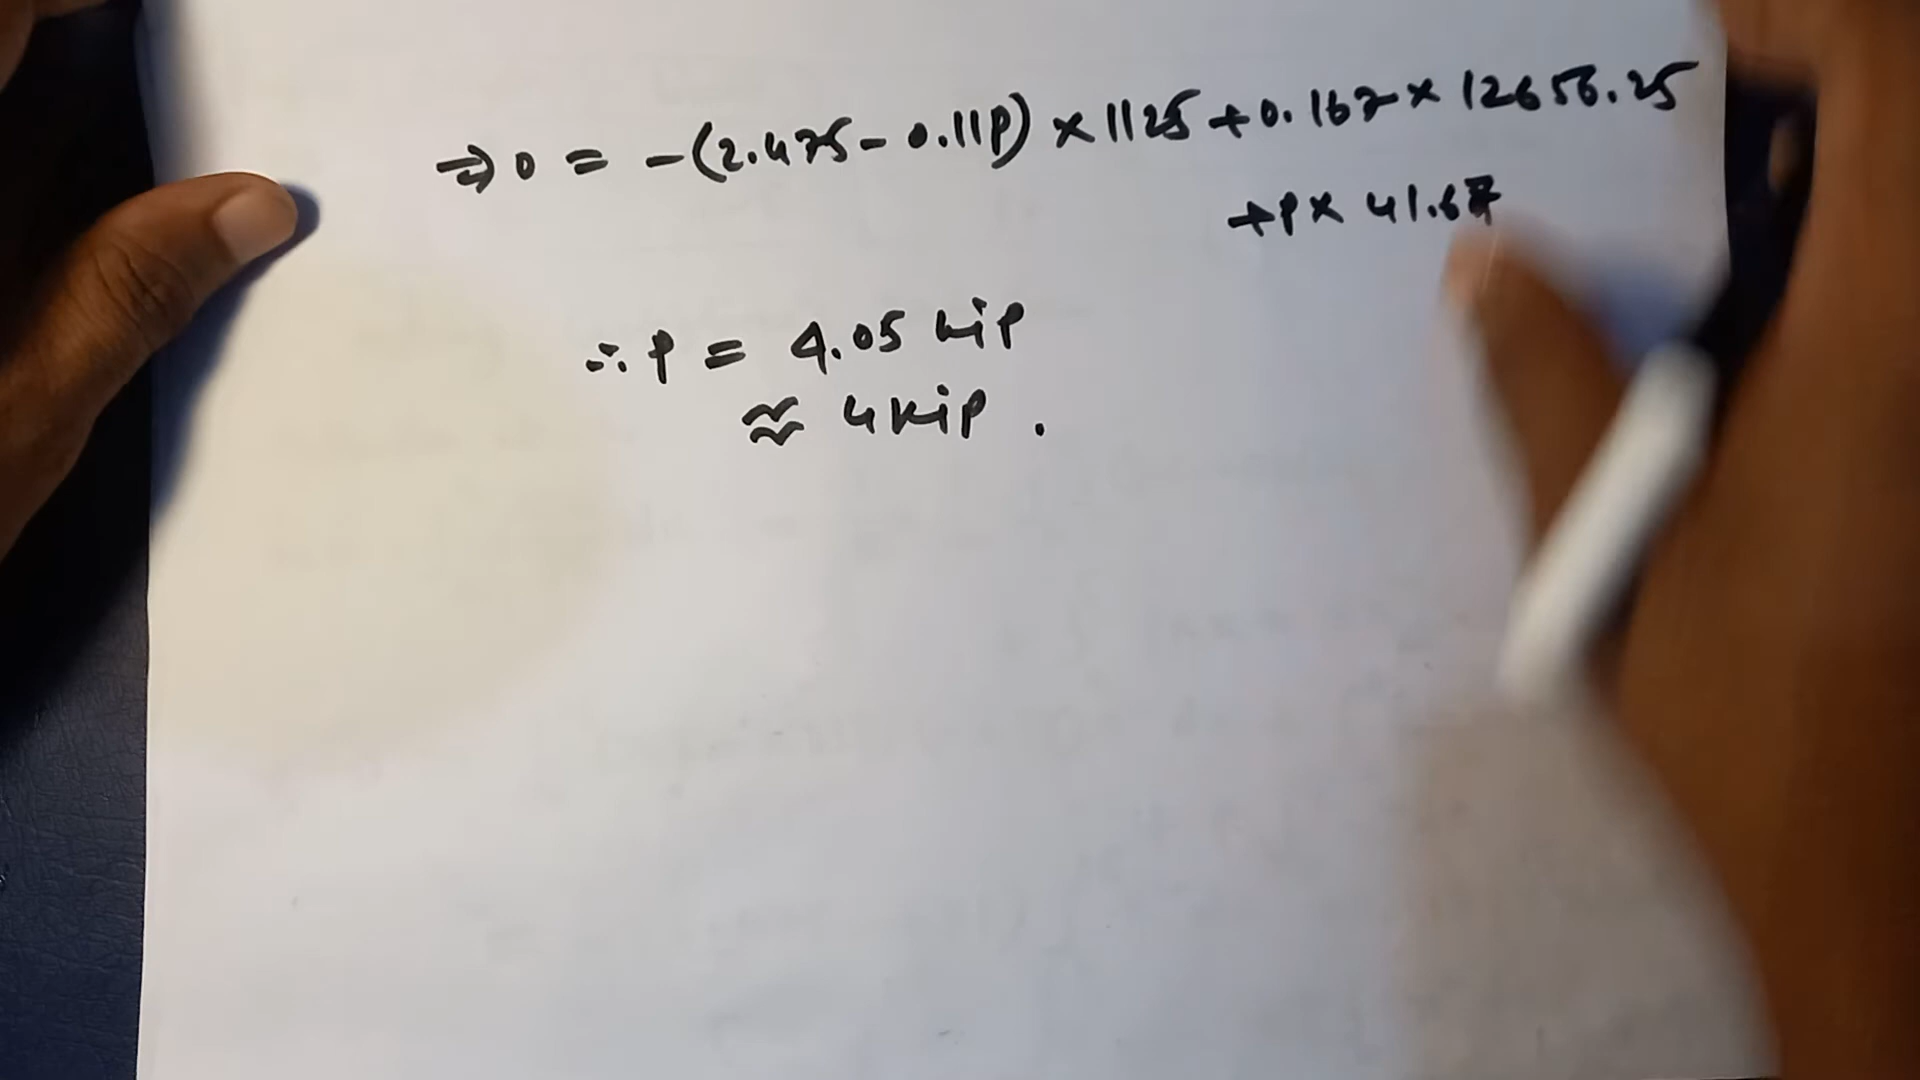 ⇒ 0 = -(2.475 - 0.11P) × 1125 + 0.167 × 12656.25
+ P × 41.67
∴ P = 4.05 kip
≈ 4 kip .